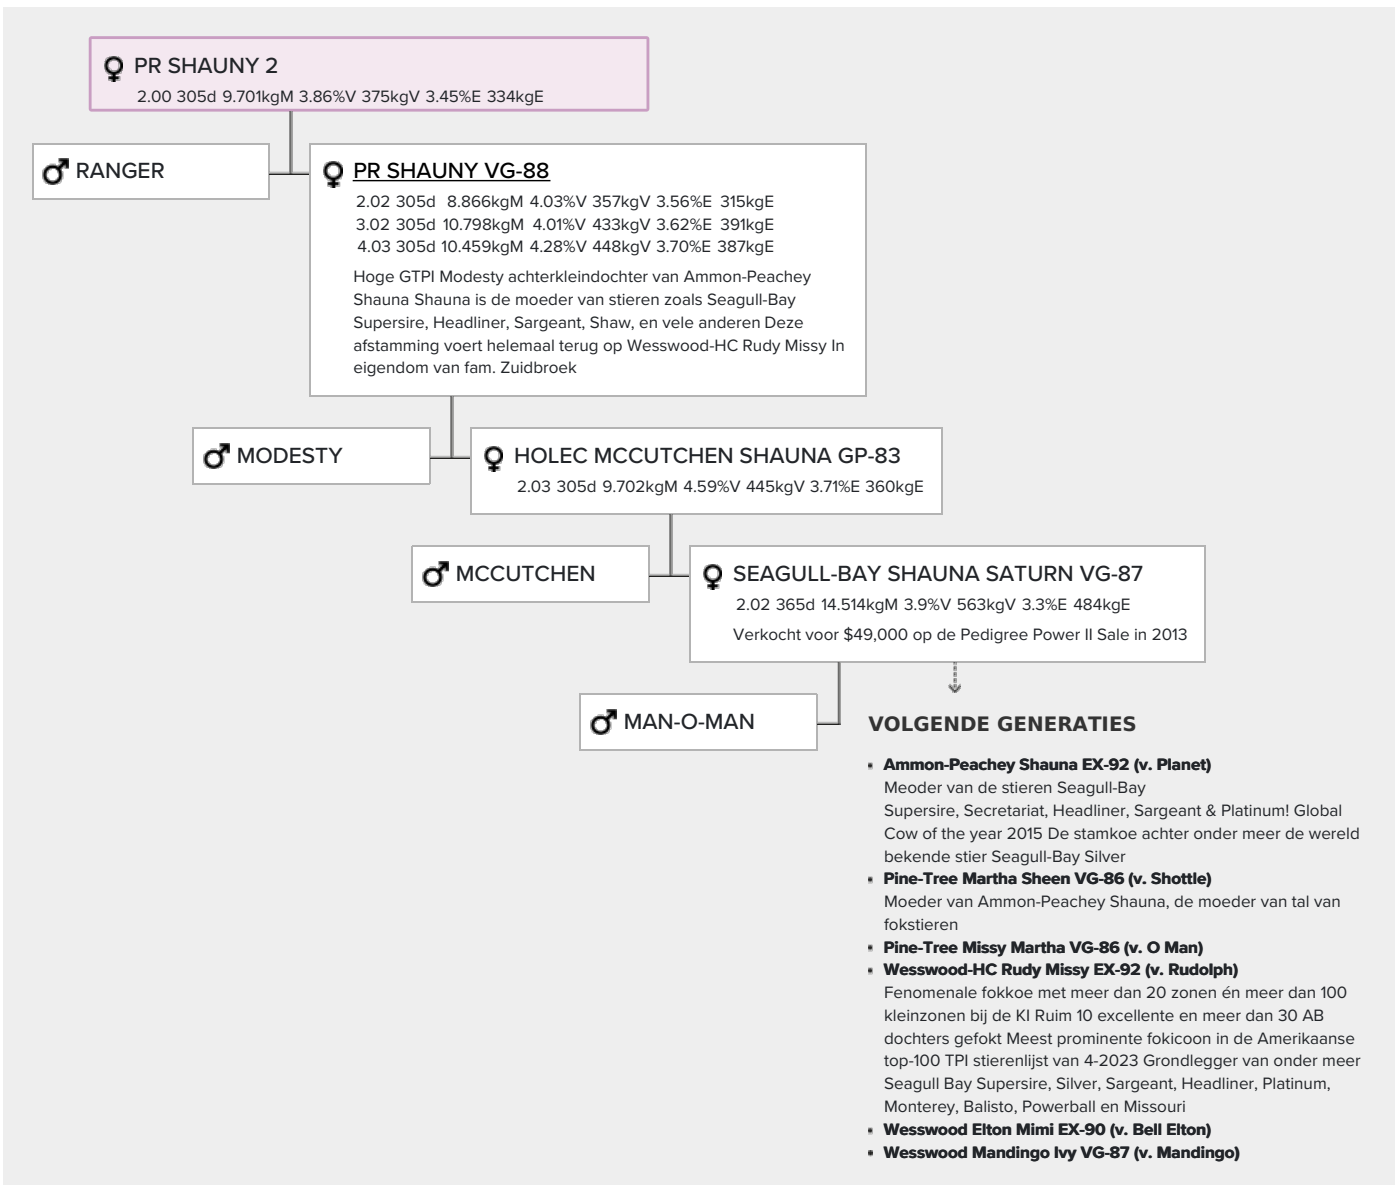 PR SHAUNY 2
2.00 305d 9.701kgM 3.86%V 375kgV 3.45%E 334kgE
RANGER
PR SHAUNY VG-88
2.02 305d 8.866kgM 4.03%V 357kgV 3.56%E 315kgE
3.02 305d 10.798kgM 4.01%V 433kgV 3.62%E 391kgE
4.03 305d 10.459kgM 4.28%V 448kgV 3.70%E 387kgE
Hoge GTPI Modesty achterkleindochter van Ammon-Peachey
Shauna Shauna is de moeder van stieren zoals Seagull-Bay
Supersire, Headliner, Sargeant, Shaw, en vele anderen Deze
afstamming voert helemaal terug op Wesswood-HC Rudy Missy In
eigendom van fam. Zuidbroek
MODESTY
HOLEC MCCUTCHEN SHAUNA GP-83
2.03 305d 9.702kgM 4.59%V 445kgV 3.71%E 360kgE
MCCUTCHEN
SEAGULL-BAY SHAUNA SATURN VG-87
2.02 365d 14.514kgM 3.9%V 563kgV 3.3%E 484kgE
Verkocht voor $49,000 op de Pedigree Power II Sale in 2013
MAN-O-MAN
VOLGENDE GENERATIES
Ammon-Peachey Shauna EX-92 (v. Planet)
Meoder van de stieren Seagull-Bay
Supersire, Secretariat, Headliner, Sargeant & Platinum! Global
Cow of the year 2015 De stamkoe achter onder meer de wereld
bekende stier Seagull-Bay Silver
Pine-Tree Martha Sheen VG-86 (v. Shottle)
Moeder van Ammon-Peachey Shauna, de moeder van tal van
fokstieren
Pine-Tree Missy Martha VG-86 (v. O Man)
Wesswood-HC Rudy Missy EX-92 (v. Rudolph)
Fenomenale fokkoe met meer dan 20 zonen én meer dan 100
kleinzonen bij de KI Ruim 10 excellente en meer dan 30 AB
dochters gefokt Meest prominente fokicoon in de Amerikaanse
top-100 TPI stierenlijst van 4-2023 Grondlegger van onder meer
Seagull Bay Supersire, Silver, Sargeant, Headliner, Platinum,
Monterey, Balisto, Powerball en Missouri
Wesswood Elton Mimi EX-90 (v. Bell Elton)
Wesswood Mandingo Ivy VG-87 (v. Mandingo)